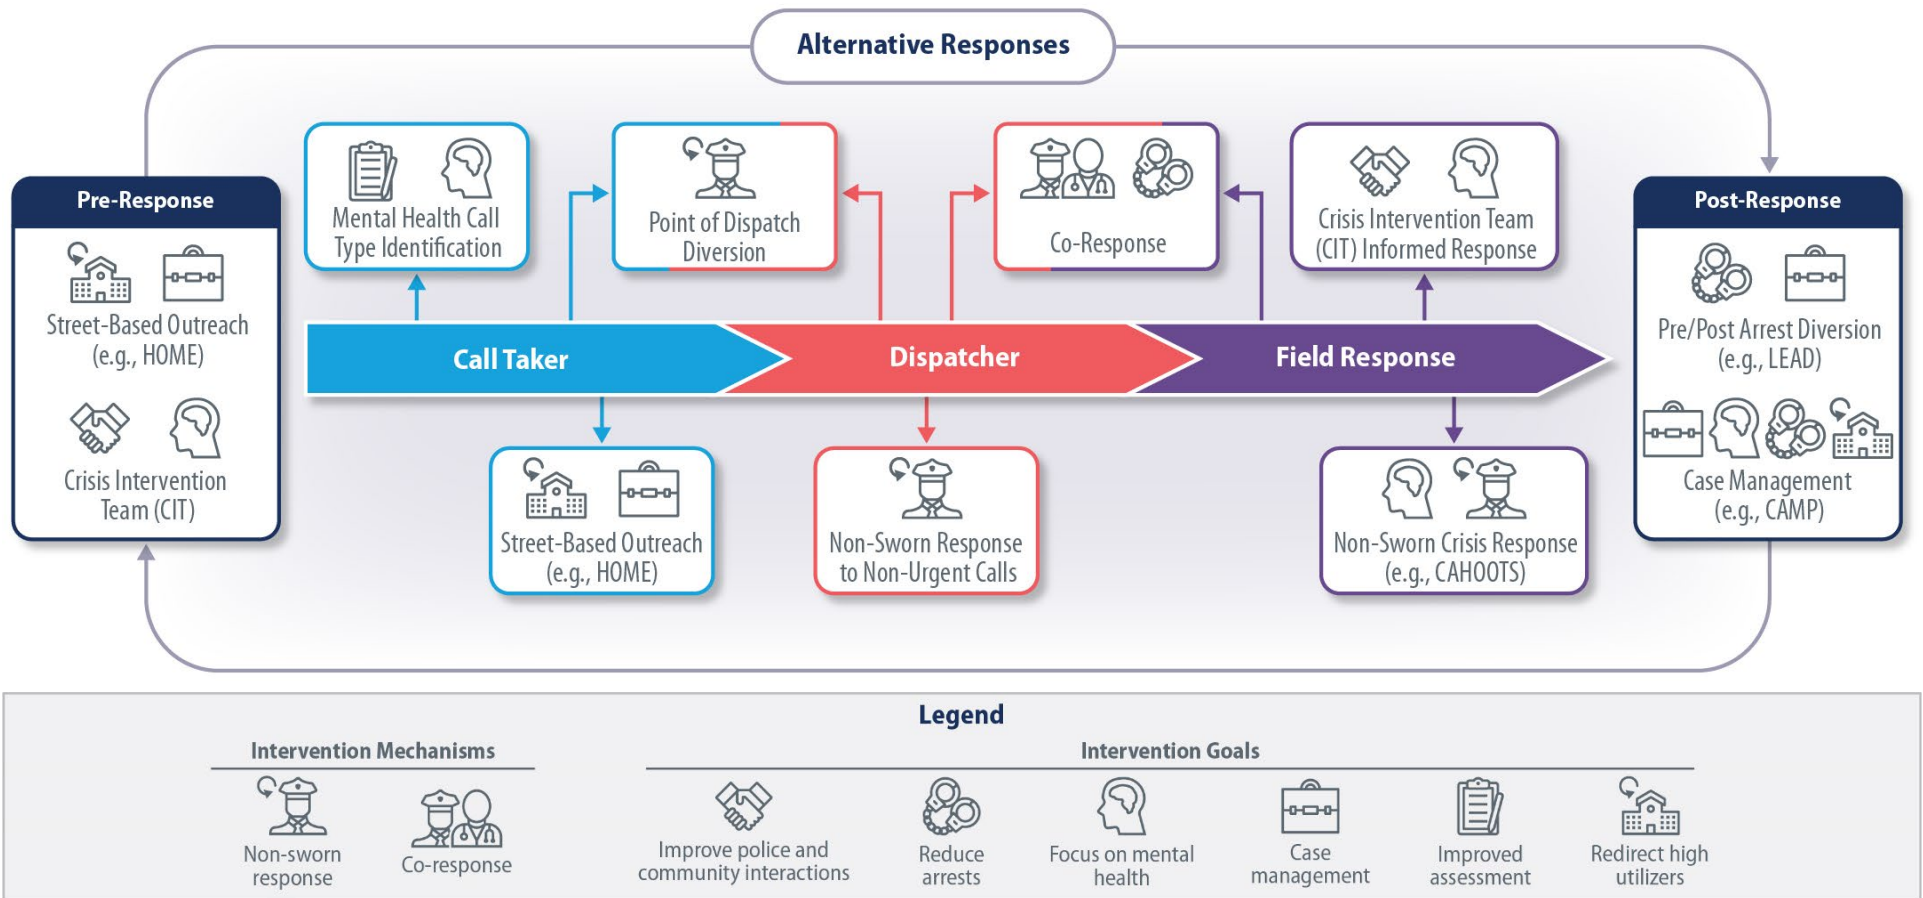 Alternative Responses
Pre-Response
Street-Based Outreach
(e.g., HOME)
Crisis Intervention
Team (CIT)
Mental Health Call
Type Identification
Point of Dispatch
Diversion
Co-Response
Crisis Intervention Team
(CIT) Informed Response
Call Taker
Dispatcher
Field Response
Street-Based Outreach
(e.g., HOME)
Non-Sworn Response
to Non-Urgent Calls
Non-Sworn Crisis Response
(e.g., CAHOOTS)
Post-Response
Pre/Post Arrest Diversion
(e.g., LEAD)
Case Management
(e.g., CAMP)
Legend
Intervention Mechanisms
Non-sworn
response
Co-response
Intervention Goals
Improve police and
community interactions
Reduce
arrests
Focus on mental
health
Case
management
Improved
assessment
Redirect high
utilizers